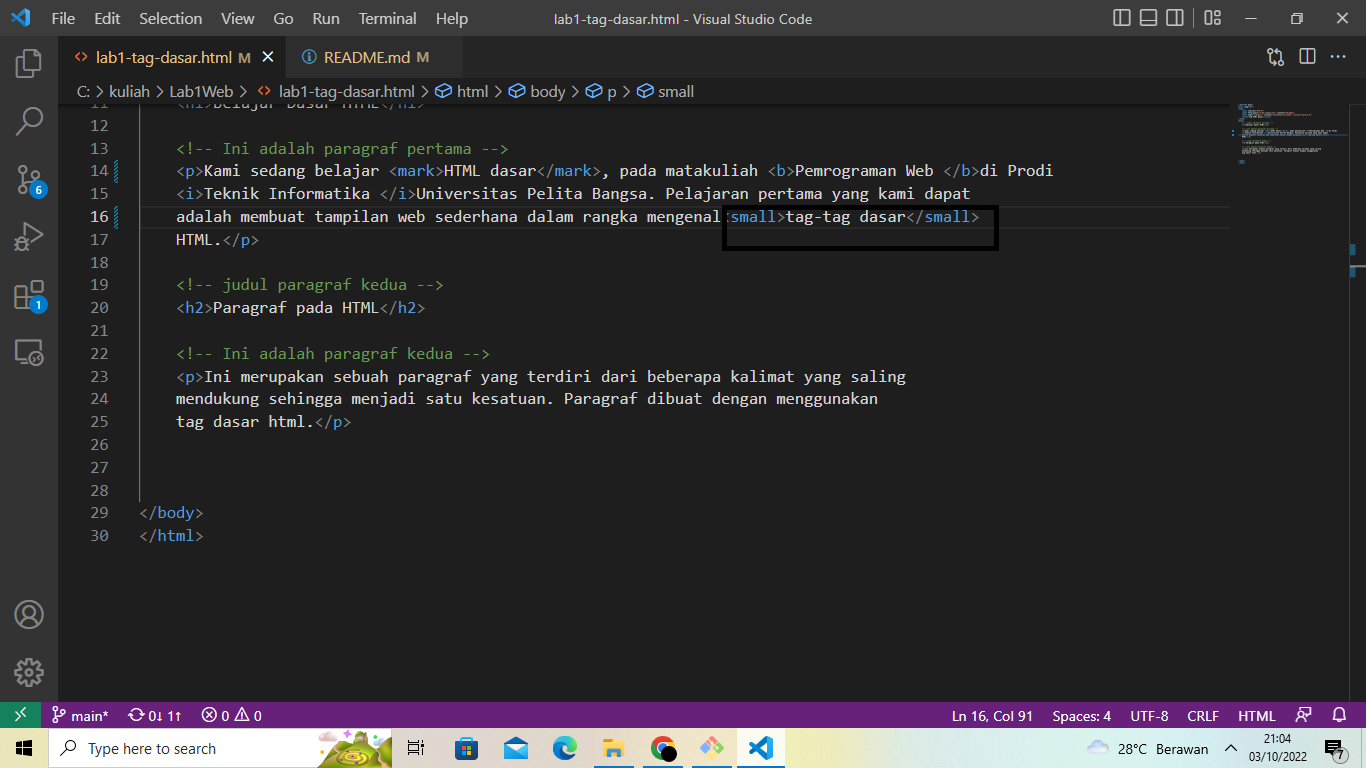 File Edit Selection View Go Run Terminal Help lab1-tag-dasar.html - Visual Studio Code
lab1-tag-dasar.html M README.md M
C: > kuliah > Lab1Web > lab1-tag-dasar.html > html > body > p > small
11 <h1>Belajar Dasar HTML</h1>
12
13 <!-- Ini adalah paragraf pertama -->
14 <p>Kami sedang belajar <mark>HTML dasar</mark>, pada matakuliah <b>Pemrograman Web </b>di Prodi
15 <i>Teknik Informatika </i>Universitas Pelita Bangsa. Pelajaran pertama yang kami dapat
16 adalah membuat tampilan web sederhana dalam rangka mengenal<small>tag-tag dasar</small>
17 HTML.</p>
18
19 <!-- judul paragraf kedua -->
20 <h2>Paragraf pada HTML</h2>
21
22 <!-- Ini adalah paragraf kedua -->
23 <p>Ini merupakan sebuah paragraf yang terdiri dari beberapa kalimat yang saling
24 mendukung sehingga menjadi satu kesatuan. Paragraf dibuat dengan menggunakan
25 tag dasar html.</p>
26
27
28
29 </body>
30 </html>
6
1
main* 0↓ 1↑ 0 0 Ln 16, Col 91 Spaces: 4 UTF-8 CRLF HTML
Type here to search 28°C Berawan 21:04
03/10/2022 7